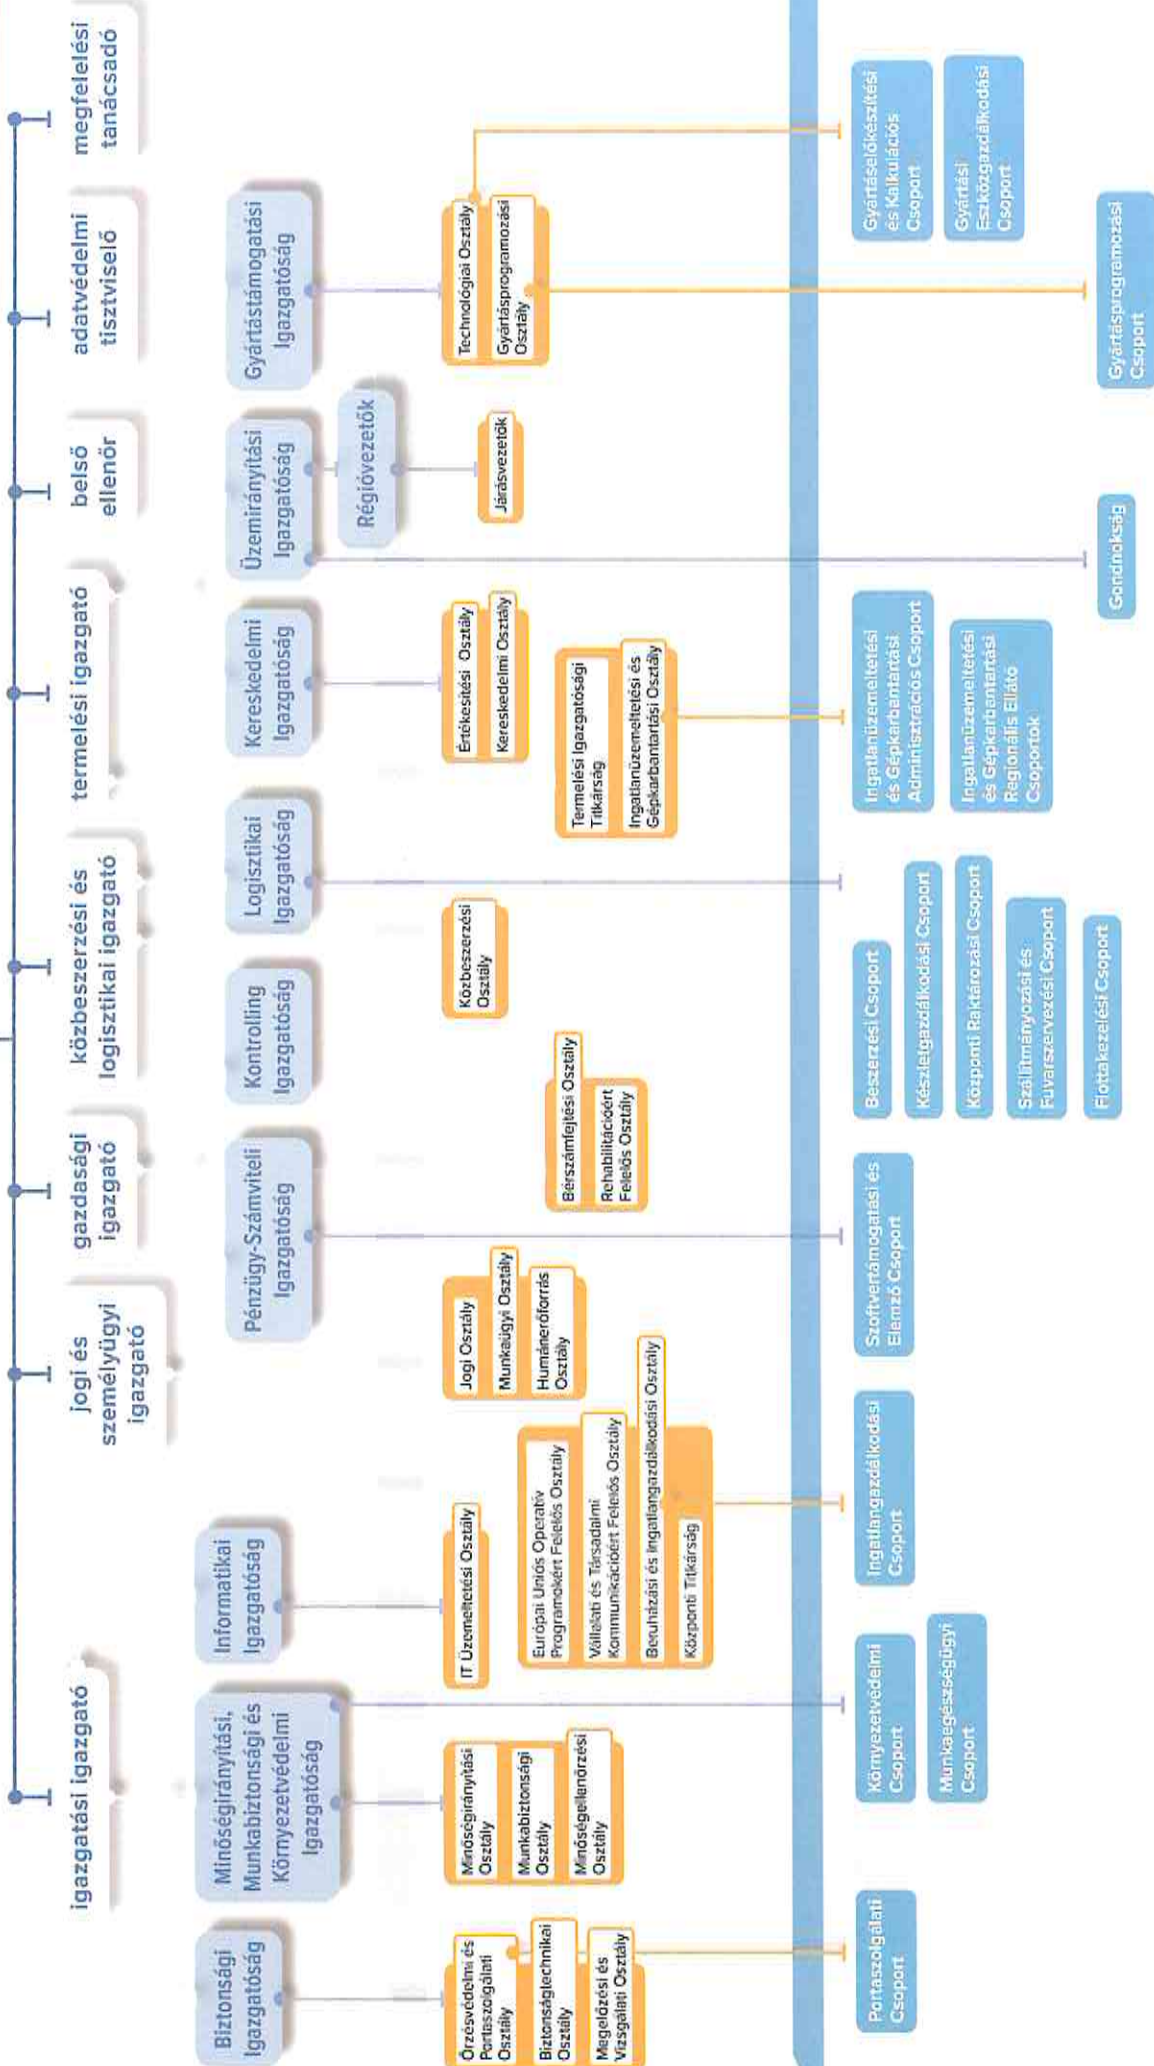 igazgatási igazgató
jogi és
személyügyi
igazgató
gazdasági
igazgató
közbeszerzési és
logisztikai igazgató
termelési igazgató
belső
ellenőr
adatvédelmi
tisztviselő
megfelelési
tanácsadó
Biztonsági
Igazgatóság
Minőségirányítási,
Munkabiztonsági és
Környezetvédelmi
Igazgatóság
Informatikai
Igazgatóság
Pénzügy-Számviteli
Igazgatóság
Kontrolling
Igazgatóság
Logisztikai
Igazgatóság
Kereskedelmi
Igazgatóság
Üzemirányítási
Igazgatóság
Régióvezetők
Gyártástámogatási
Igazgatóság
Őrzésvédelmi és
Portaszolgálati
Osztály
Biztonságtechnikai
Osztály
Megelőzési és
Vizsgálati Osztály
Minőségirányítási
Osztály
Munkabiztonsági
Osztály
Minőségellenőrzési
Osztály
IT Üzemeltetési Osztály
Európai Uniós Operatív
Programokért Felelős Osztály
Vállalati és Társadalmi
Kommunikációért Felelős Osztály
Beruházási és Ingatlangazdálkodási Osztály
Központi Titkárság
Jogi Osztály
Munkaügyi Osztály
Humánerőforrás
Osztály
Bérszámfejtési Osztály
Rehabilitációért
Felelős Osztály
Közbeszerzési
Osztály
Értékesítési Osztály
Kereskedelmi Osztály
Termelési Igazgatósági
Titkárság
Ingatlanüzemeltetési és
Gépkarbantartási Osztály
Járásvezetők
Technológiai Osztály
Gyártásprogramozási
Osztály
Portaszolgálati
Csoport
Környezetvédelmi
Csoport
Munkaegészségügyi
Csoport
Ingatlangazdálkodási
Csoport
Szoftvertámogatási és
Elemző Csoport
Beszerzési Csoport
Készletgazdálkodási Csoport
Központi Raktározási Csoport
Szállítmányozási és
Fuvarszervezési Csoport
Flottakezelési Csoport
Ingatlanüzemeltetési
és Gépkarbantartási
Adminisztrációs Csoport
Ingatlanüzemeltetési
és Gépkarbantartási
Regionális Ellátó
Csoportok
Gondnokság
Gyártáselőkészítési
és Kalkulációs
Csoport
Gyártási
Eszközgazdálkodási
Csoport
Gyártásprogramozási
Csoport